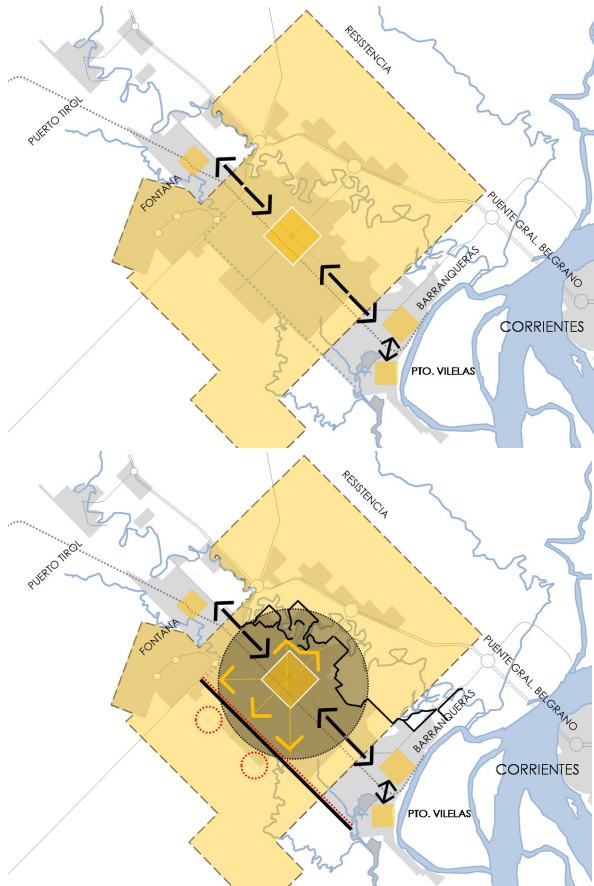 RESISTENCIA
PUERTO TIROL
FONTANA
PUENTE GRAL. BELGRANO
BARRANQUERAS
CORRIENTES
PTO. VILELAS
RESISTENCIA
PUERTO TIROL
FONTANA
PUENTE GRAL. BELGRANO
BARRANQUERAS
CORRIENTES
PTO. VILELAS